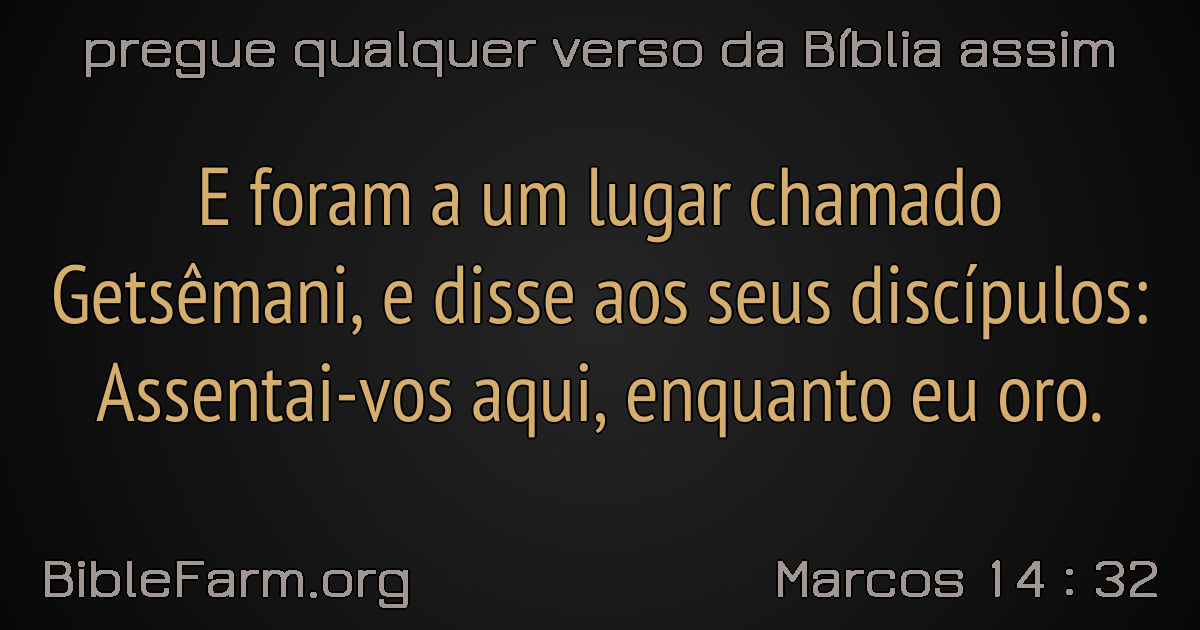 pregue qualquer verso da Bíblia assim
E foram a um lugar chamado
Getsêmani, e disse aos seus discípulos:
Assentai-vos aqui, enquanto eu oro.
BibleFarm.org
Marcos 14 : 32